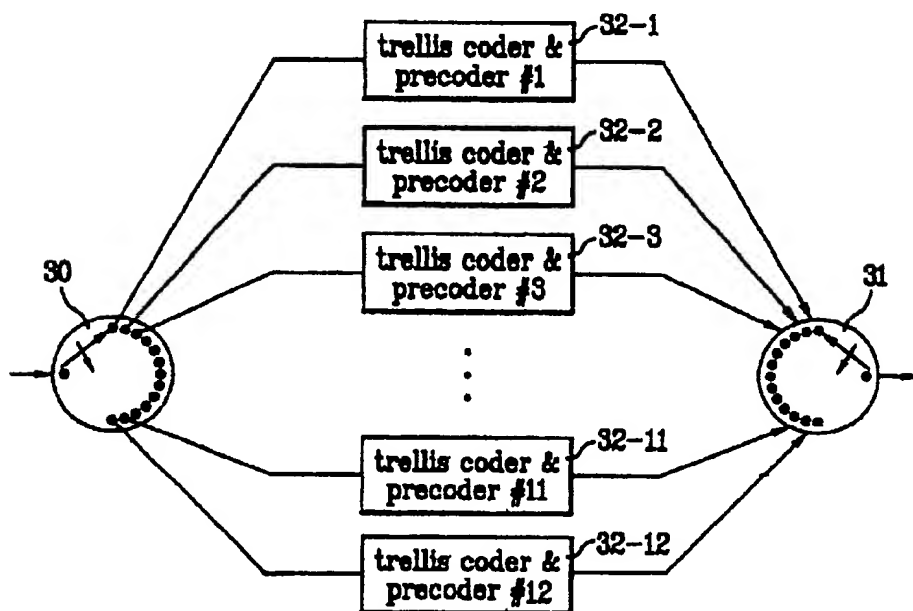 32-1
trellis coder &
precoder #1
32-2
trellis coder &
precoder #2
32-3
trellis coder &
precoder #3
30
31
32-11
trellis coder &
precoder #11
32-12
trellis coder &
precoder #12